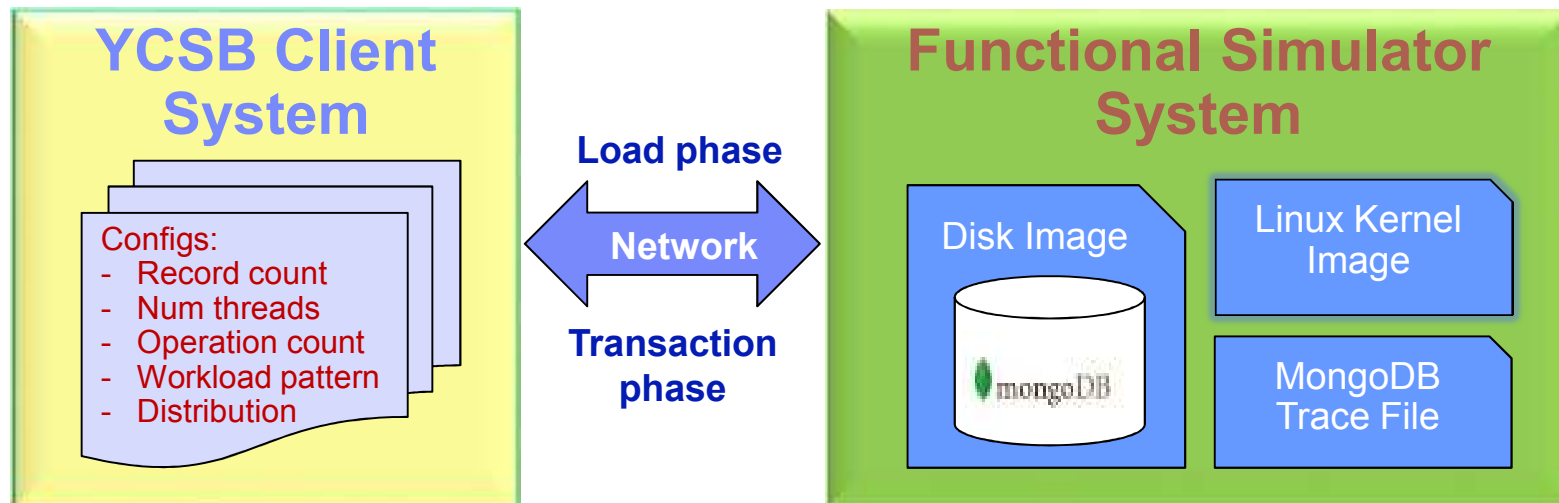 YCSB Client
System
Configs:
- Record count
- Num threads
- Operation count
- Workload pattern
- Distribution
Load phase
Network
Transaction
phase
Functional Simulator
System
Disk Image
mongoDB
Linux Kernel
Image
MongoDB
Trace File